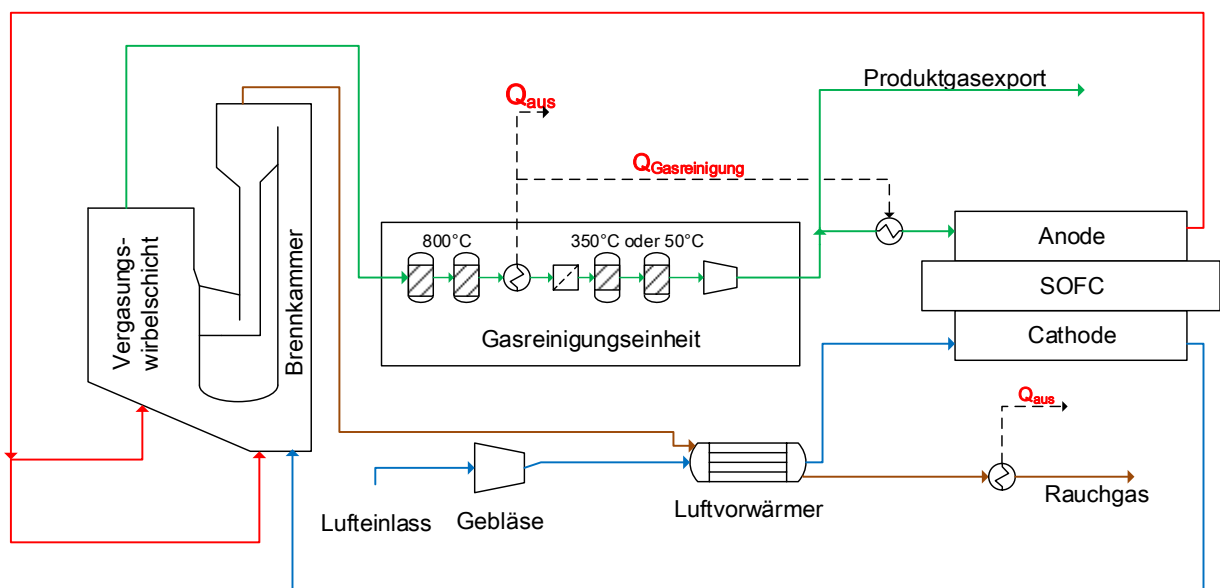 Produktgasexport
Qaus
QGasreinigung
800°C
350°C oder 50°C
Gasreinigungseinheit
Vergasungs-
wirbelschicht
Brennkammer
Anode
SOFC
Cathode
Qaus
Lufteinlass
Gebläse
Luftvorwärmer
Rauchgas